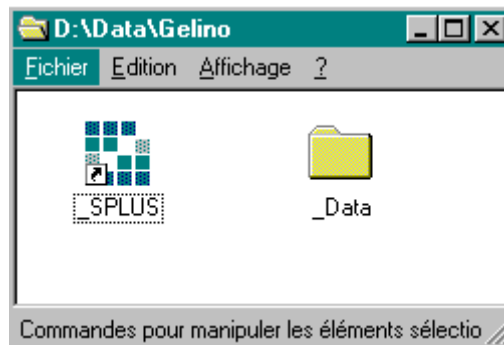 D:\Data\Gelino
Fichier Edition Affichage ?
_SPLUS _Data
Commandes pour manipuler les éléments sélectio